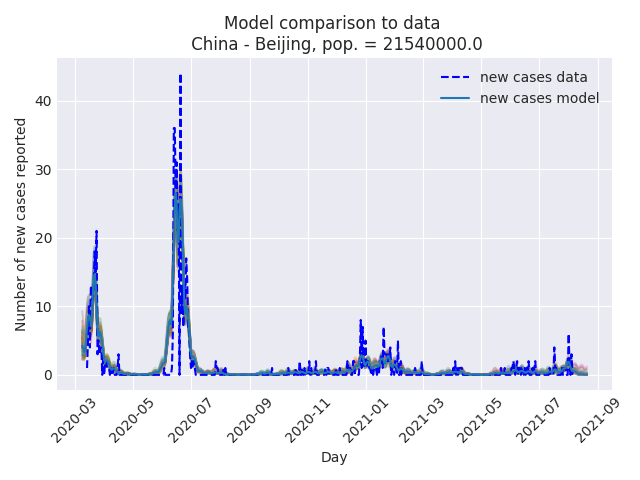 Model comparison to data
China - Beijing, pop. = 21540000.0
new cases data
new cases model
Number of new cases reported
40
30
20
10
0
2020-03
2020-05
2020-07
2020-09
2020-11
2021-01
2021-03
2021-05
2021-07
2021-09
Day